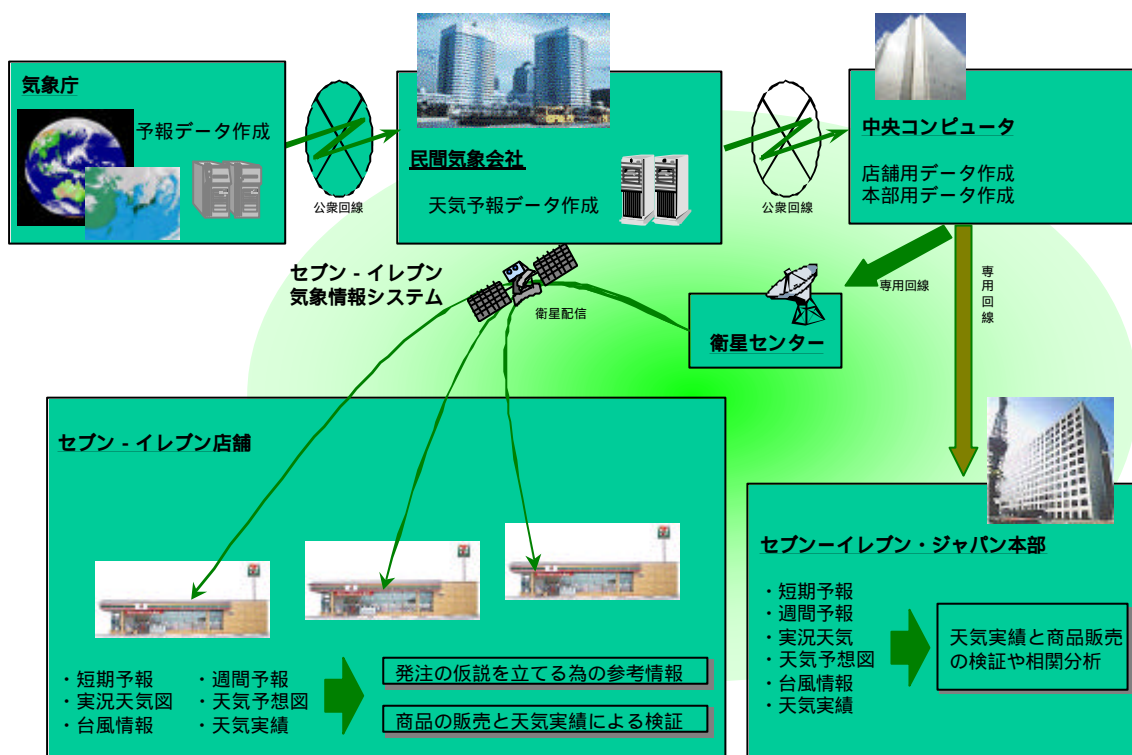 気象庁
予報データ作成
公衆回線
民間気象会社
天気予報データ作成
公衆回線
中央コンピュータ
店舗用データ作成
本部用データ作成
セブン‐イレブン
気象情報システム
衛星配信
専用回線
専用回線
衛星センター
セブン‐イレブン店舗
・短期予報
・実況天気図
・台風情報
・週間予報
・天気予想図
・天気実績
発注の仮説を立てる為の参考情報
商品の販売と天気実績による検証
セブンーイレブン・ジャパン本部
・短期予報
・週間予報
・実況天気
・天気予想図
・台風情報
・天気実績
天気実績と商品販売
の検証や相関分析